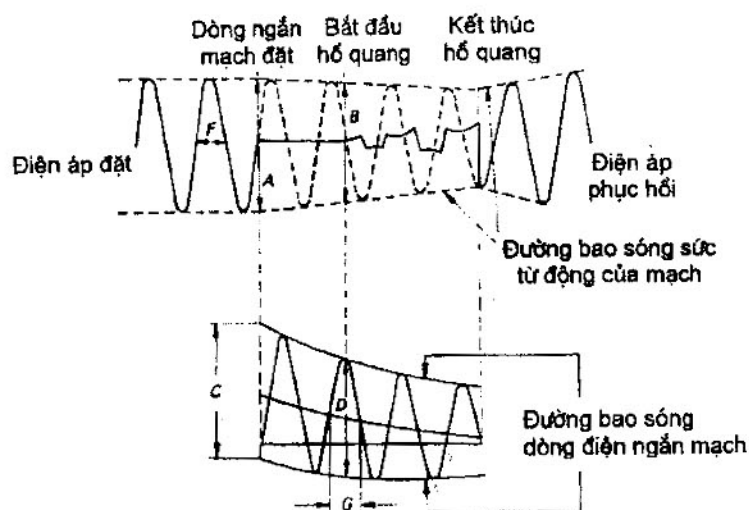 Dòng ngắn
mạch đặt
Bắt đầu
hồ quang
Kết thúc
hồ quang
F
B
Điện áp đặt
A
Điện áp
phục hồi
Đường bao sóng sức
từ động của mạch
C
D
Đường bao sóng
dòng điện ngắn mạch
G